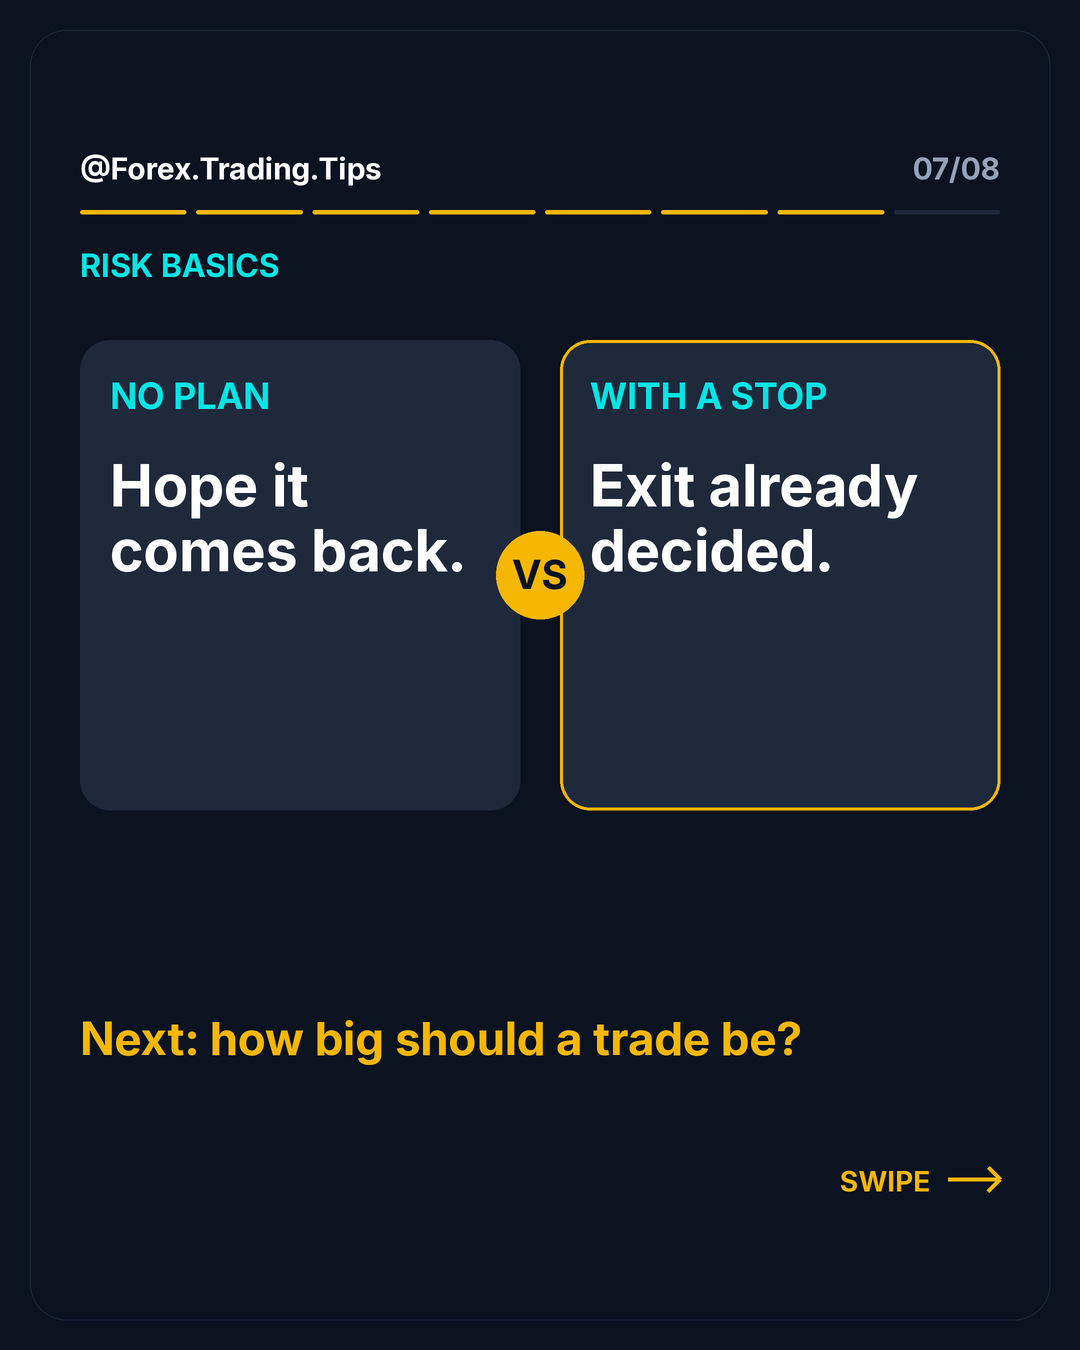 @Forex.Trading.Tips
07/08
RISK BASICS
NO PLAN
Hope it
comes back.
VS
WITH A STOP
Exit already
decided.
Next: how big should a trade be?
SWIPE